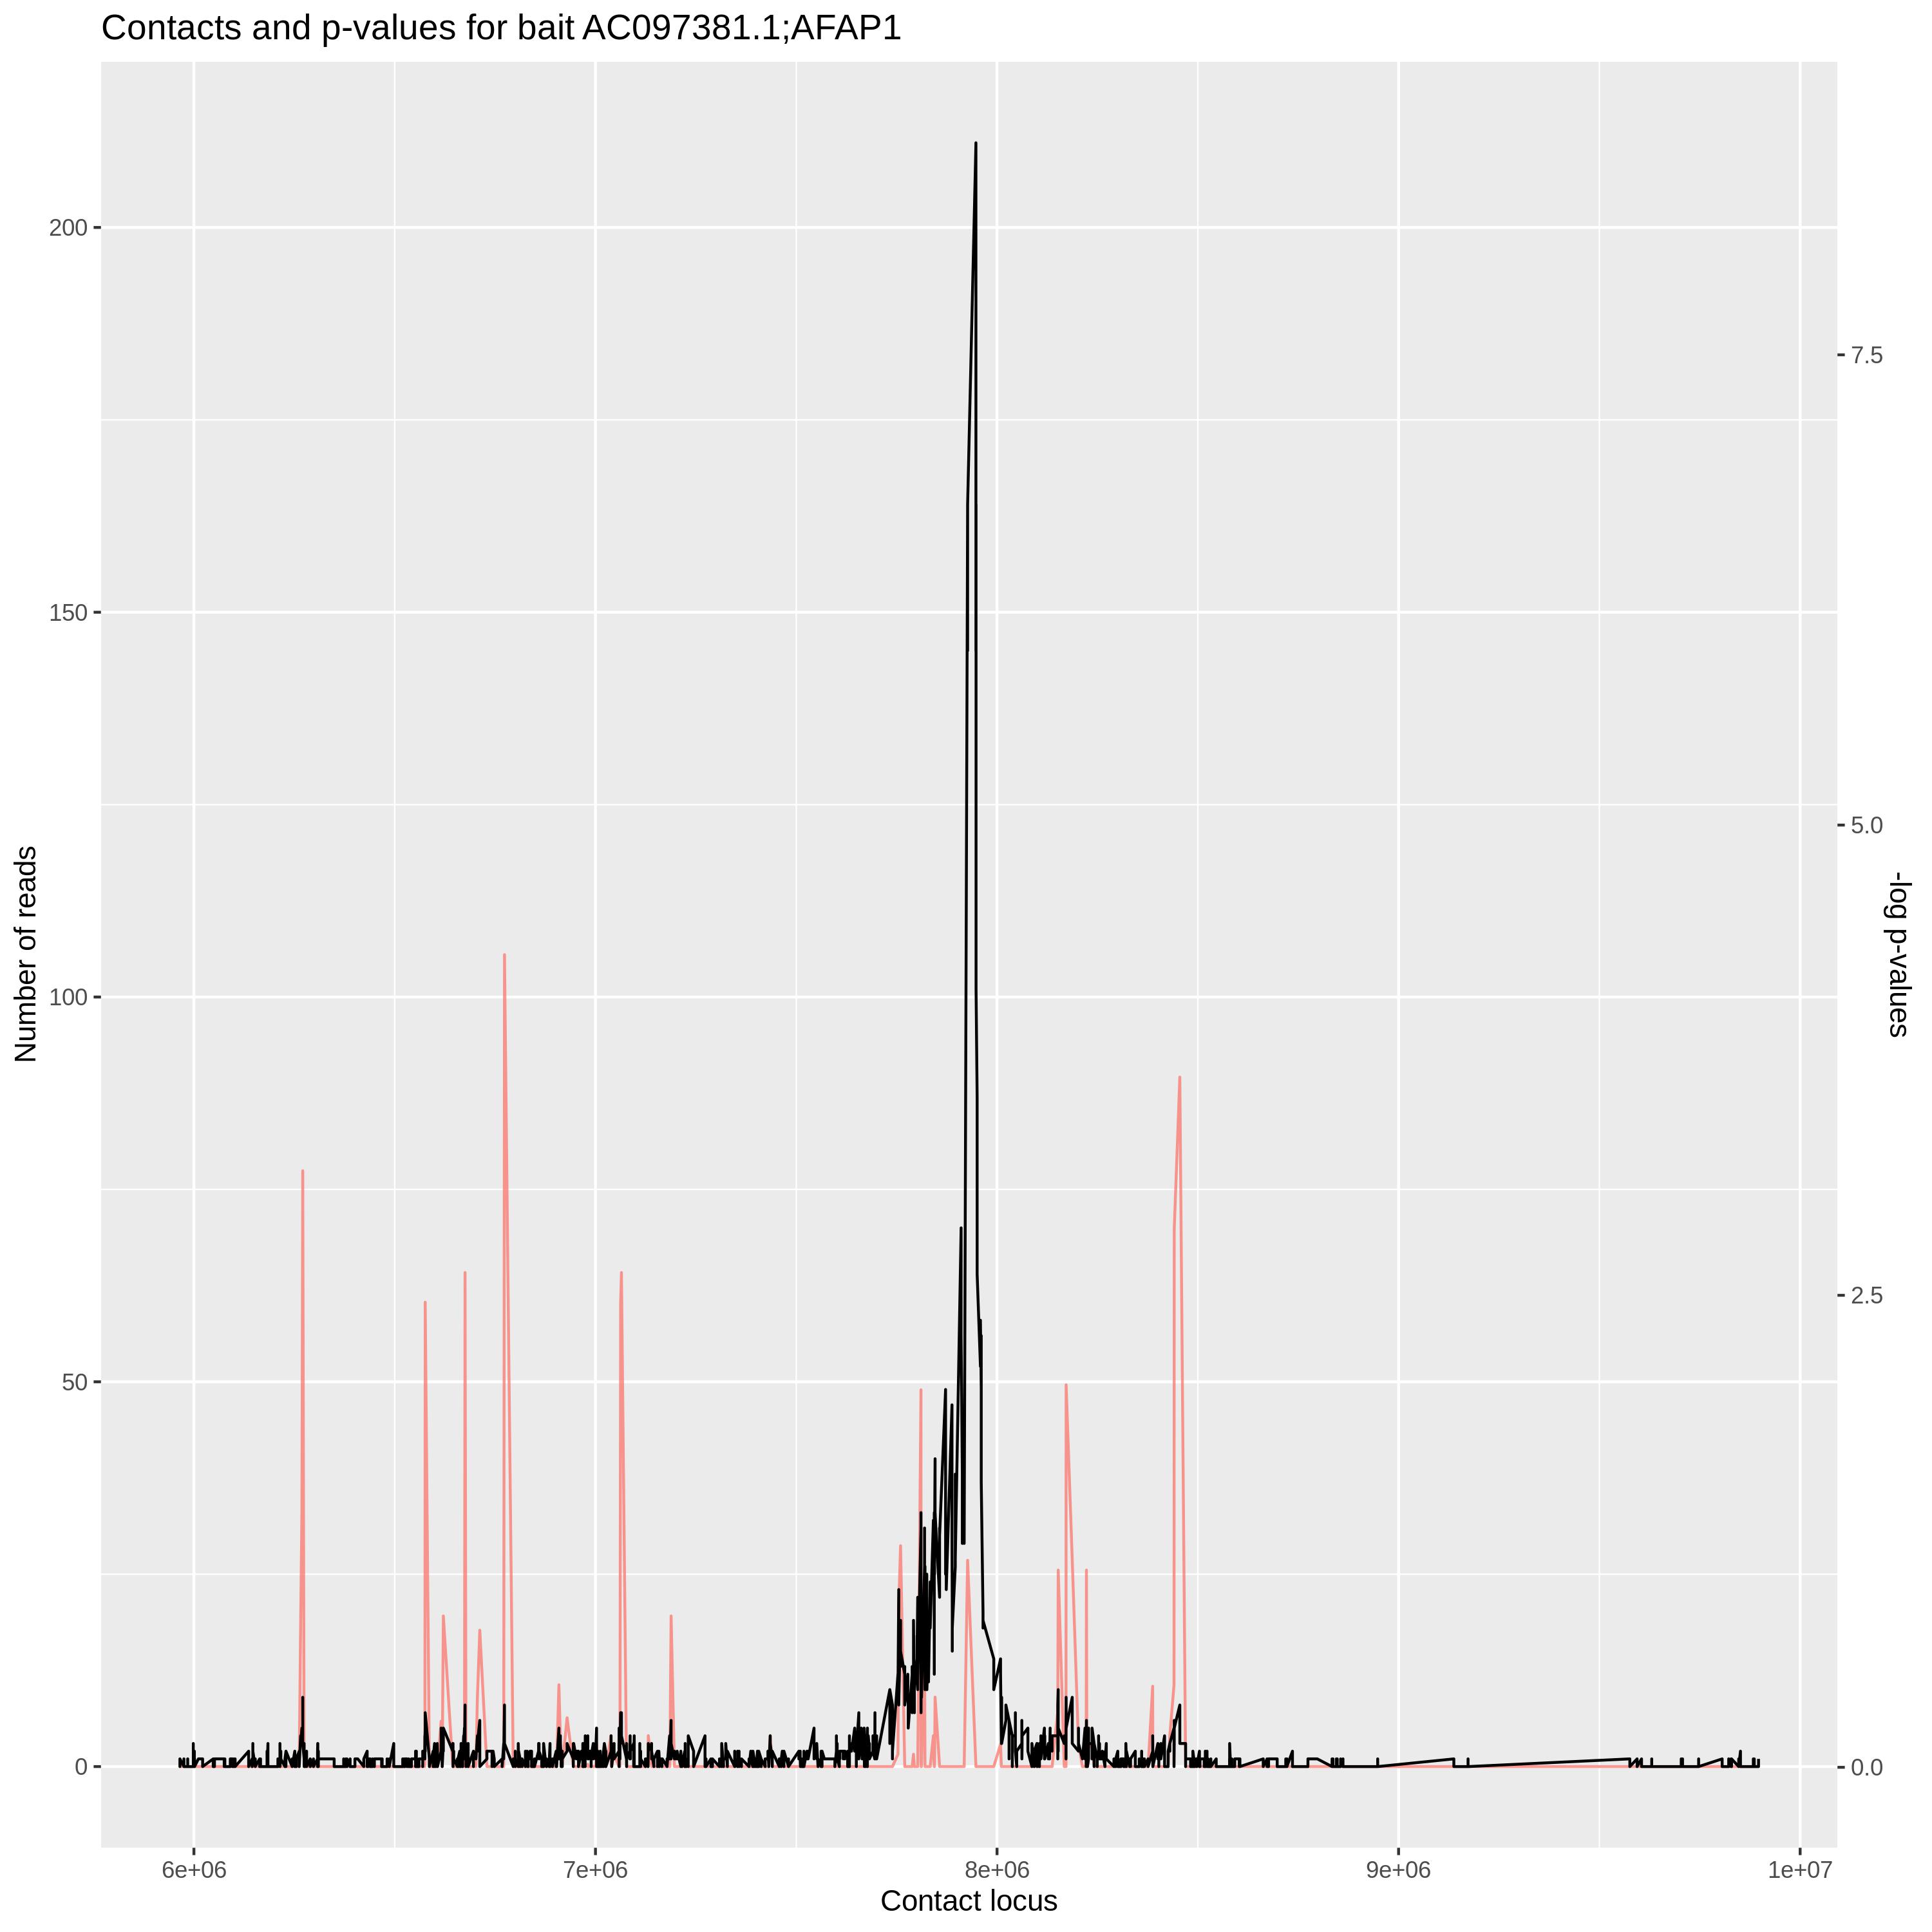 Contacts and p-values for bait AC097381.1;AFAP1
200
150
100
50
0
Number of reads
7.5
5.0
2.5
0.0
-log p-values
6e+06
7e+06
8e+06
9e+06
1e+07
Contact locus